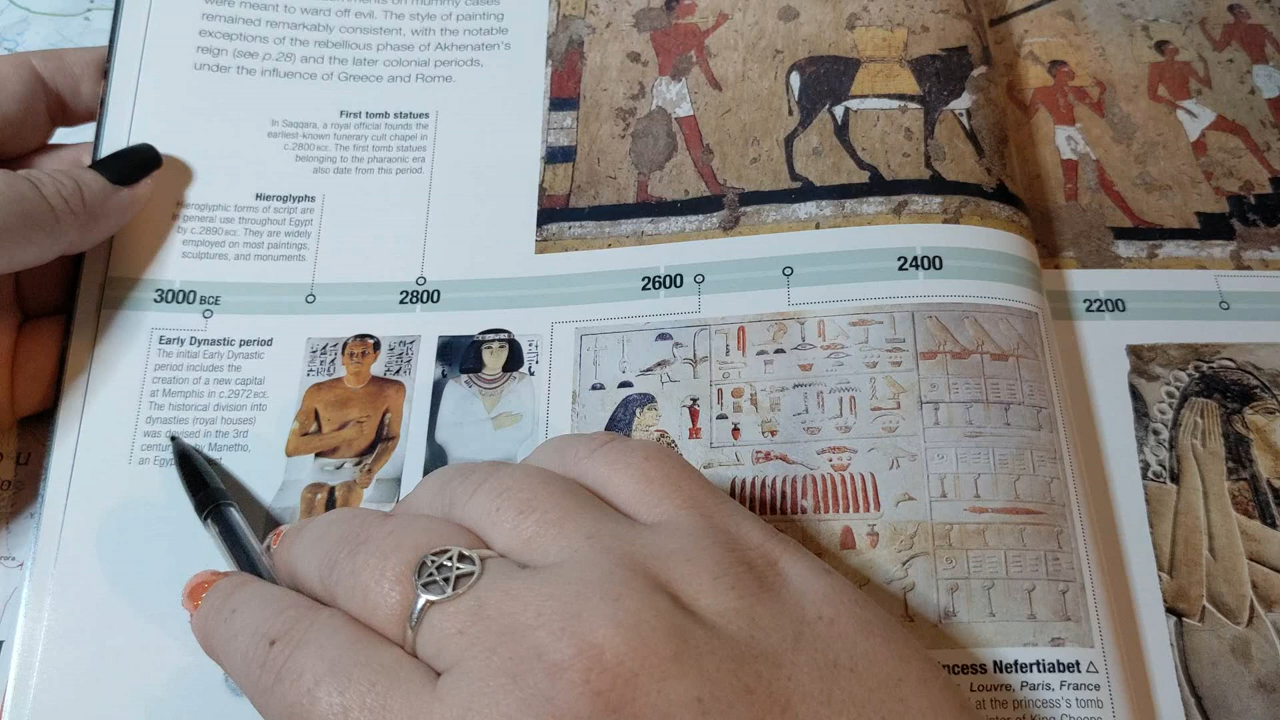 were meant to ward off evil. The style of painting
remained remarkably consistent, with the notable
exceptions of the rebellious phase of Akhenaten's
reign (see p.28) and the later colonial periods,
under the influence of Greece and Rome.
First tomb statues
In Saqqara, a royal official founds the
earliest-known funerary cult chapel in
c.2800 BCE. The first tomb statues
belonging to the pharaonic era
also date from this period.
Hieroglyphs
Hieroglyphic forms of script are
in general use throughout Egypt
by c.2890 BCE. They are widely
employed on most paintings,
sculptures, and monuments.
3000 BCE
2800
2600
2400
2200
Early Dynastic period
The initial Early Dynastic
period includes the
creation of a new capital
at Memphis in c.2972 BCE.
The historical division into
dynasties (royal houses)
was devised in the 3rd
by Manetho,
an
Nefertiabet △
Louvre, Paris, France
at the princess's tomb
of King Cheops